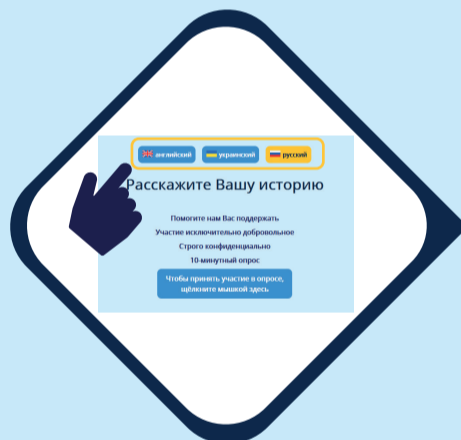 английский украинский русский
Расскажите Вашу историю
Помогите нам Вас поддержать
Участие исключительно добровольное
Строго конфиденциально
10-минутный опрос
Чтобы принять участие в опросе,
щёлкните мышкой здесь